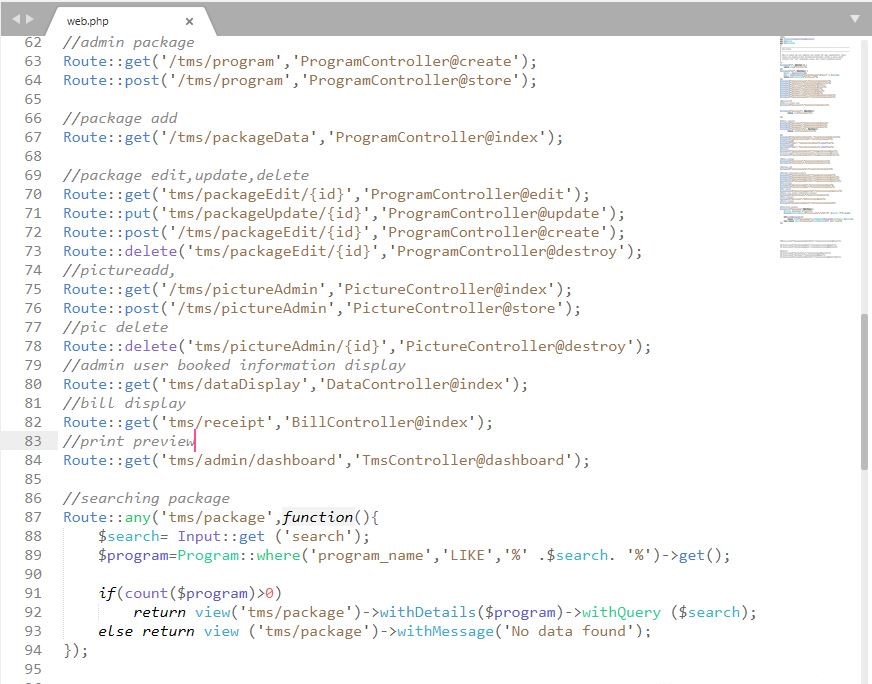 web.php
62 //admin package
63 Route::get('/tms/program','ProgramController@create');
64 Route::post('/tms/program','ProgramController@store');
65
66 //package add
67 Route::get('/tms/packageData','ProgramController@index');
68
69 //package edit,update,delete
70 Route::get('tms/packageEdit/{id}','ProgramController@edit');
71 Route::put('tms/packageUpdate/{id}','ProgramController@update');
72 Route::post('/tms/packageEdit/{id}','ProgramController@create');
73 Route::delete('tms/packageEdit/{id}','ProgramController@destroy');
74 //pictureadd,
75 Route::get('/tms/pictureAdmin','PictureController@index');
76 Route::post('/tms/pictureAdmin','PictureController@store');
77 //pic delete
78 Route::delete('tms/pictureAdmin/{id}','PictureController@destroy');
79 //admin user booked information display
80 Route::get('tms/dataDisplay','DataController@index');
81 //bill display
82 Route::get('tms/receipt','BillController@index');
83 //print preview
84 Route::get('tms/admin/dashboard','TmsController@dashboard');
85
86 //searching package
87 Route::any('tms/package',function(){
88     $search= Input::get ('search');
89     $program=Program::where('program_name','LIKE','%' .$search. '%')->get();
90
91     if(count($program)>0)
92         return view('tms/package')->withDetails($program)->withQuery ($search);
93     else return view ('tms/package')->withMessage('No data found');
94 });
95